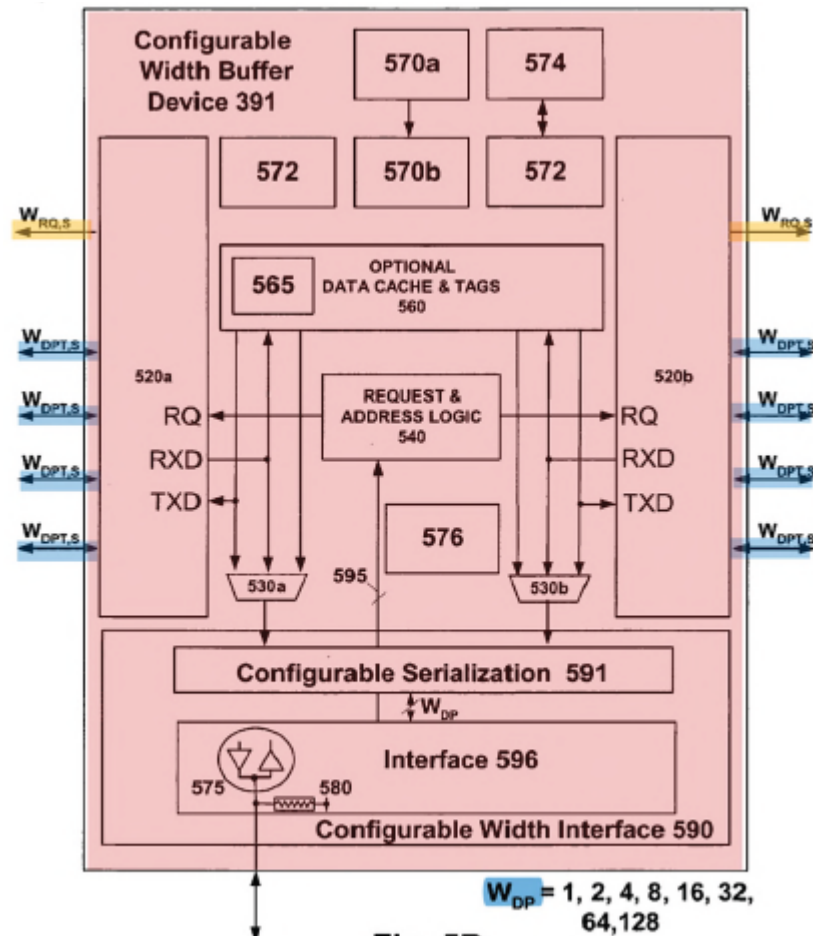 Configurable
Width Buffer
Device 391
570a
574
572
570b
572
W_RQ,S
W_RQ,S
565
OPTIONAL
DATA CACHE & TAGS
560
W_DPT,S
W_DPT,S
520a
REQUEST &
ADDRESS LOGIC
540
520b
W_DPT,S
W_DPT,S
RQ
RQ
RXD
RXD
W_DPT,S
W_DPT,S
TXD
TXD
576
W_DPT,S
W_DPT,S
530a
595
530b
Configurable Serialization 591
W_DP
Interface 596
575
580
Configurable Width Interface 590
W_DP = 1, 2, 4, 8, 16, 32,
64,128